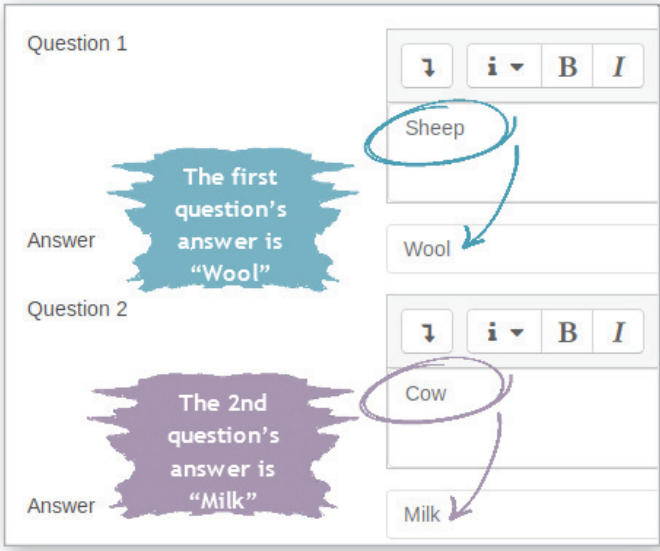 Question 1
i B I
Sheep
The first
question's
answer is
“Wool”
Answer
Wool
Question 2
i B I
Cow
The 2nd
question's
answer is
“Milk”
Answer
Milk